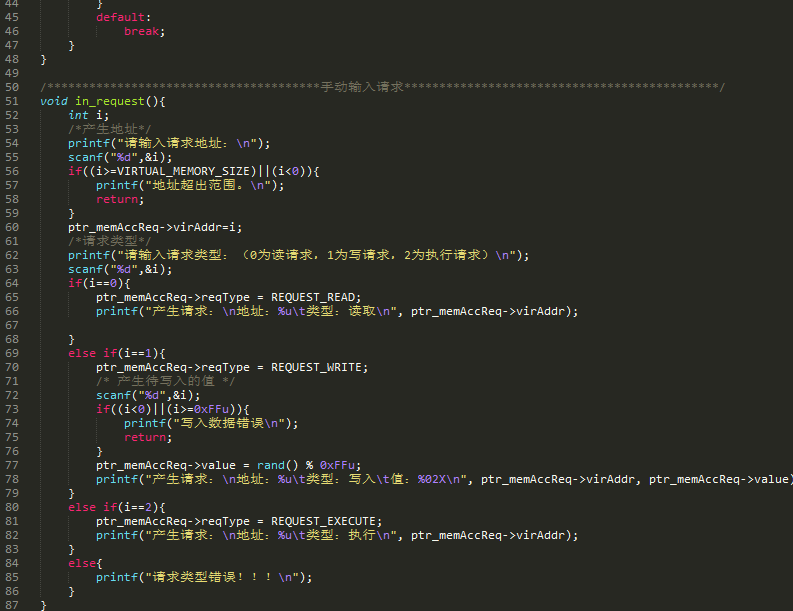 44 }
45 default:
46 break;
47 }
48 }
49
50 /***************************************手动输入请求*********************************************/
51 void in_request(){
52 int i;
53 /*产生地址*/
54 printf("请输入请求地址：\n");
55 scanf("%d",&i);
56 if((i>=VIRTUAL_MEMORY_SIZE)||(i<0)){
57 printf("地址超出范围。\n");
58 return;
59 }
60 ptr_memAccReq->virAddr=i;
61 /*请求类型*/
62 printf("请输入请求类型：（0为读请求，1为写请求，2为执行请求）\n");
63 scanf("%d",&i);
64 if(i==0){
65 ptr_memAccReq->reqType = REQUEST_READ;
66 printf("产生请求：\n地址：%u\t类型：读取\n", ptr_memAccReq->virAddr);
67
68 }
69 else if(i==1){
70 ptr_memAccReq->reqType = REQUEST_WRITE;
71 /* 产生待写入的值 */
72 scanf("%d",&i);
73 if((i<0)||(i>=0xFFu)){
74 printf("写入数据错误\n");
75 return;
76 }
77 ptr_memAccReq->value = rand() % 0xFFu;
78 printf("产生请求：\n地址：%u\t类型：写入\t值：%02X\n", ptr_memAccReq->virAddr, ptr_memAccReq->value)
79 }
80 else if(i==2){
81 ptr_memAccReq->reqType = REQUEST_EXECUTE;
82 printf("产生请求：\n地址：%u\t类型：执行\n", ptr_memAccReq->virAddr);
83 }
84 else{
85 printf("请求类型错误！！！\n");
86 }
87 }